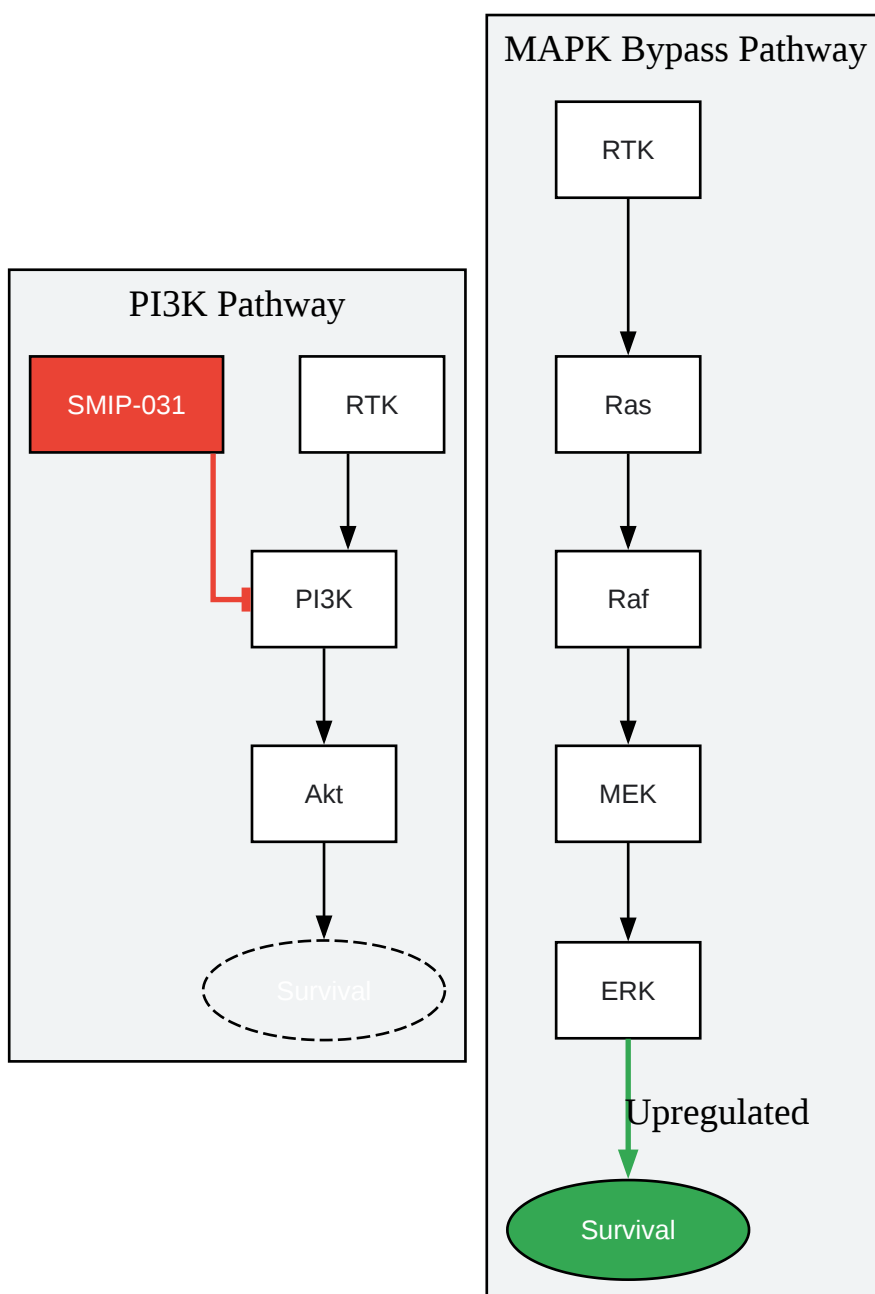 PI3K Pathway
SMIP-031
RTK
PI3K
Akt
Survival
MAPK Bypass Pathway
RTK
Ras
Raf
MEK
ERK
Upregulated
Survival